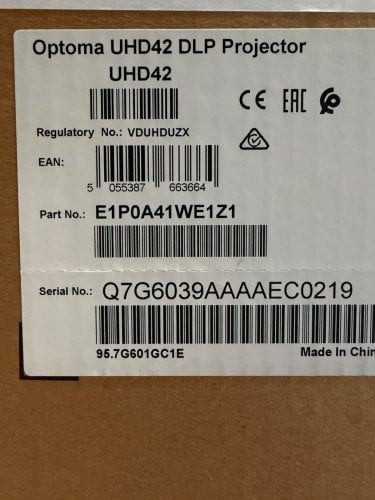 Optoma UHD42 DLP Projector
UHD42
CE EAC
Regulatory No.: VDUHDUZX
EAN:
5 055387 663664
Part No.: E1P0A41WE1Z1
Serial No.: Q7G6039AAAAEC0219
95.7G601GC1E
Made In Chin